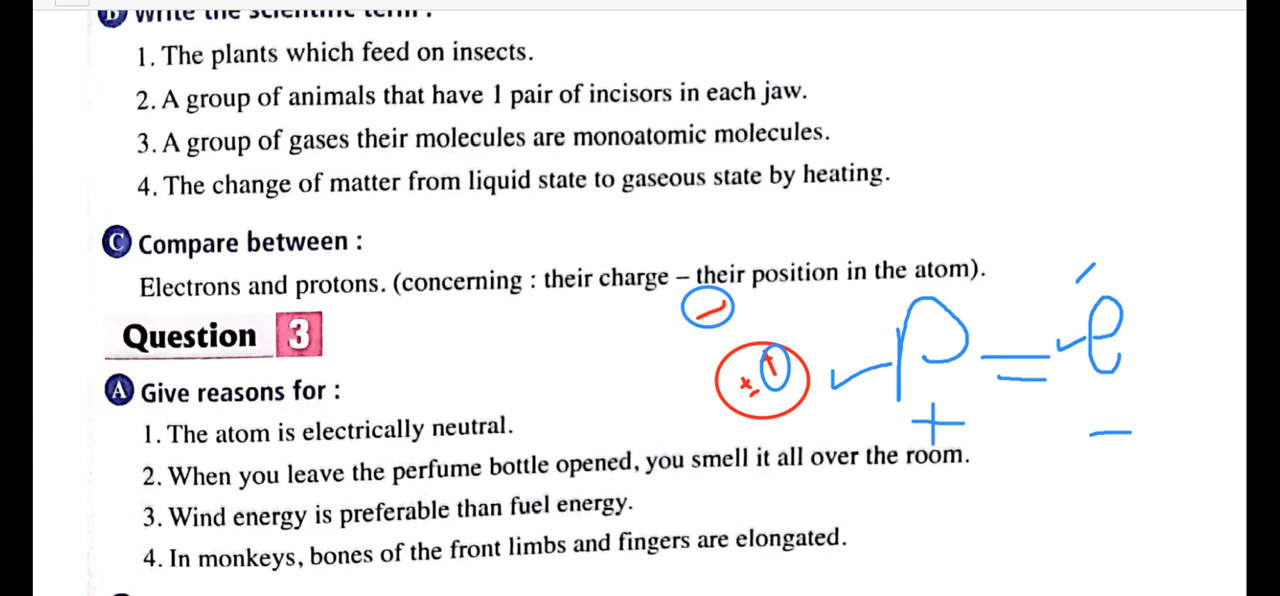 B Write the scientific term :
1. The plants which feed on insects.
2. A group of animals that have 1 pair of incisors in each jaw.
3. A group of gases their molecules are monoatomic molecules.
4. The change of matter from liquid state to gaseous state by heating.
C Compare between :
Electrons and protons. (concerning : their charge – their position in the atom).
Question 3
P = e
+ −
A Give reasons for :
1. The atom is electrically neutral.
2. When you leave the perfume bottle opened, you smell it all over the room.
3. Wind energy is preferable than fuel energy.
4. In monkeys, bones of the front limbs and fingers are elongated.